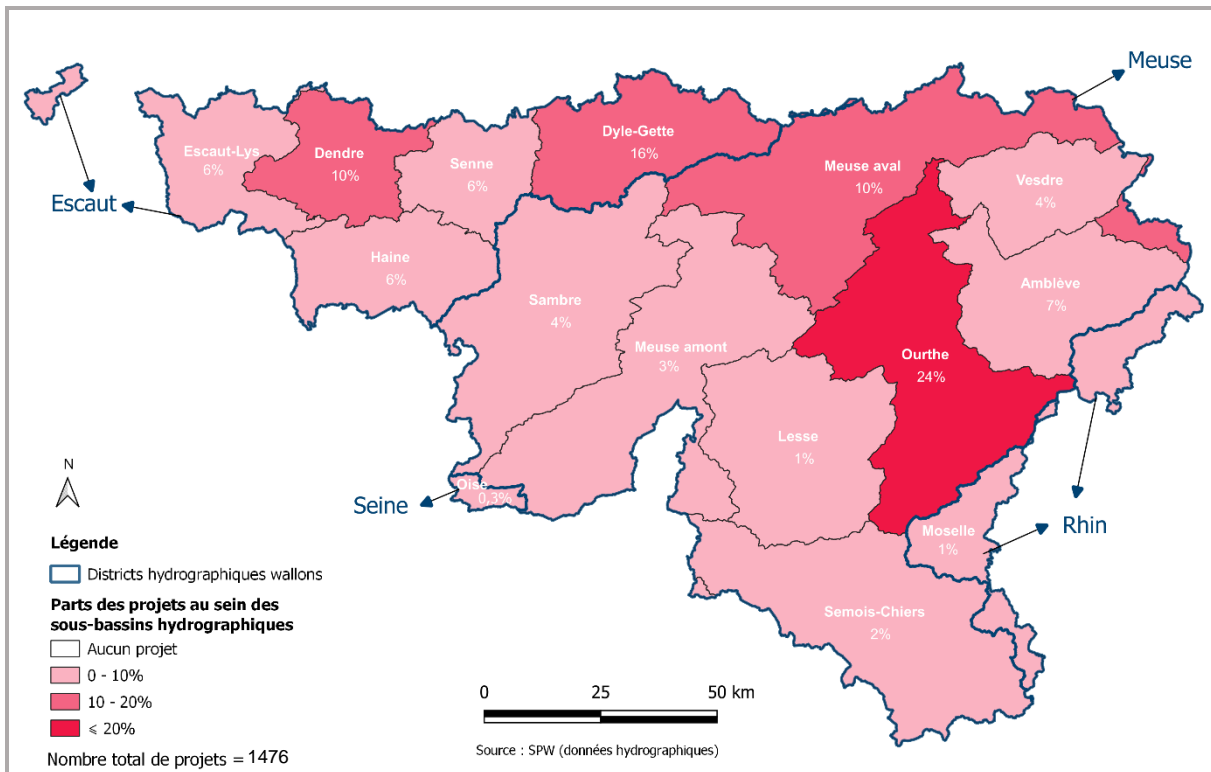 Meuse
Dyle-Gette
16%
Escaut-Lys
6%
Dendre
10%
Senne
6%
Meuse aval
10%
Vesdre
4%
Escaut
Haine
6%
Sambre
4%
Meuse amont
3%
Amblève
7%
Ourthe
24%
Lesse
1%
N
Oise
0,3%
Seine
Moselle
1%
Rhin
Semois-Chiers
2%
Légende
Districts hydrographiques wallons
Parts des projets au sein des
sous-bassins hydrographiques
Aucun projet
0 - 10%
10 - 20%
⩽ 20%
Nombre total de projets = 1476
0 25 50 km
Source : SPW (données hydrographiques)